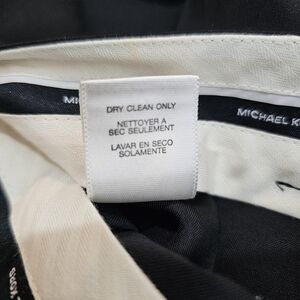 DRY CLEAN ONLY
NETTOYER A
SEC SEULEMENT
LAVAR EN SECO
SOLAMENTE
MICHAEL K